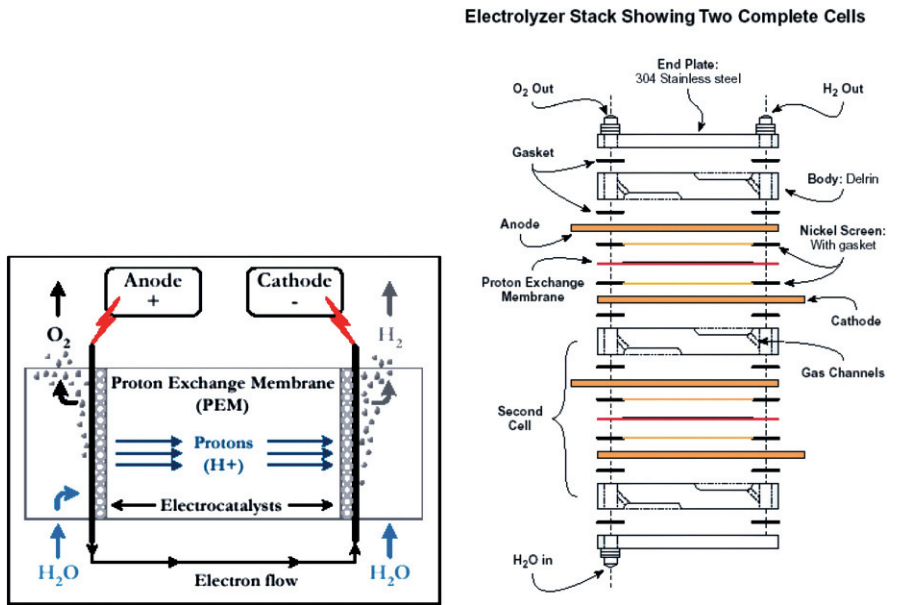 Electrolyzer Stack Showing Two Complete Cells
End Plate:
304 Stainless steel
O2 Out
H2 Out
Gasket
Body: Delrin
Anode
Nickel Screen:
With gasket
Proton Exchange
Membrane
Cathode
Gas Channels
Second
Cell
H2O in
Anode
+
Cathode
-
O2
H2
Proton Exchange Membrane
(PEM)
Protons
(H+)
Electrocatalysts
H2O
H2O
Electron flow